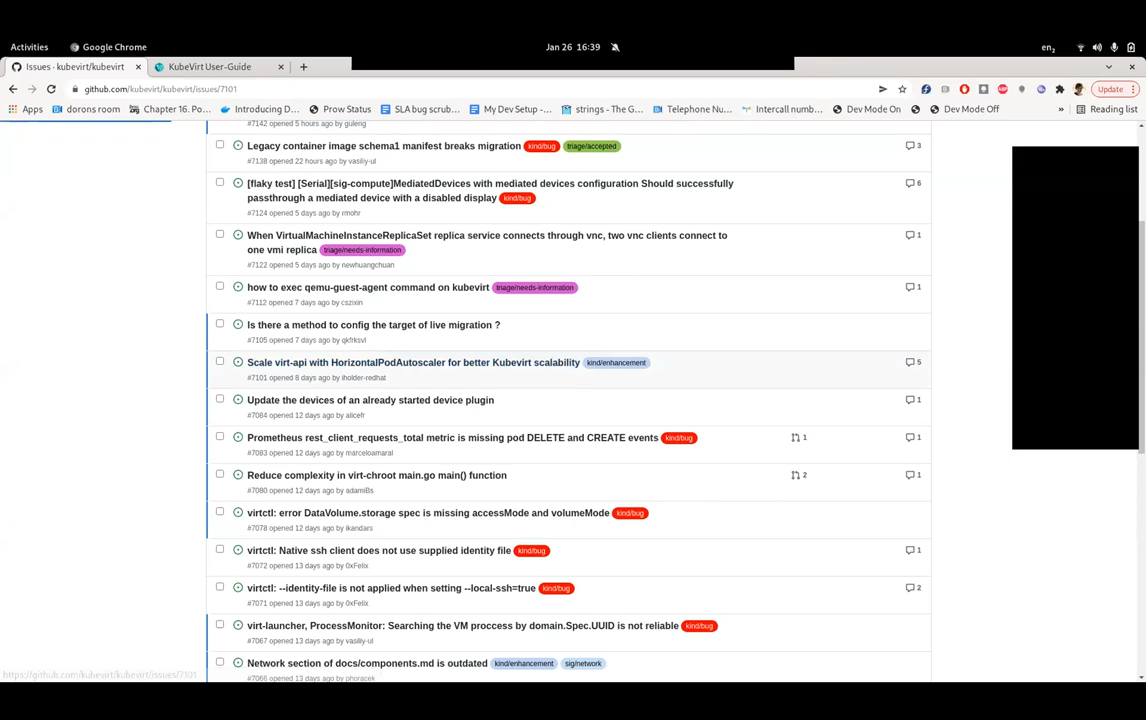 Activities
Google Chrome
Jan 26 16:39
en2
Issues · kubevirt/kubevirt
KubeVirt User-Guide
github.com/kubevirt/kubevirt/issues/7101
Update
Apps
dorons room
Chapter 16. Po...
Introducing D...
Prow Status
SLA bug scrub...
My Dev Setup -...
strings - The G...
Telephone Nu...
Intercall numb...
Dev Mode On
Dev Mode Off
Reading list
#7142 opened 5 hours ago by guleng
Legacy container image schema1 manifest breaks migration kind/bug triage/accepted 3
#7138 opened 22 hours ago by vasiliy-ul
[flaky test] [Serial][sig-compute]MediatedDevices with mediated devices configuration Should successfully 6
passthrough a mediated device with a disabled display kind/bug
#7124 opened 5 days ago by rmohr
When VirtualMachineInstanceReplicaSet replica service connects through vnc, two vnc clients connect to 1
one vmi replica triage/needs-information
#7122 opened 5 days ago by newhuangchuan
how to exec qemu-guest-agent command on kubevirt triage/needs-information 1
#7112 opened 7 days ago by cszixin
Is there a method to config the target of live migration ?
#7105 opened 7 days ago by qkfrksvl
Scale virt-api with HorizontalPodAutoscaler for better Kubevirt scalability kind/enhancement 5
#7101 opened 8 days ago by iholder-redhat
Update the devices of an already started device plugin 1
#7084 opened 12 days ago by alicefr
Prometheus rest_client_requests_total metric is missing pod DELETE and CREATE events kind/bug 1 1
#7083 opened 12 days ago by marceloamaral
Reduce complexity in virt-chroot main.go main() function 2 1
#7080 opened 12 days ago by adamiBs
virtctl: error DataVolume.storage spec is missing accessMode and volumeMode kind/bug
#7078 opened 12 days ago by ikandars
virtctl: Native ssh client does not use supplied identity file kind/bug 1
#7072 opened 13 days ago by 0xFelix
virtctl: --identity-file is not applied when setting --local-ssh=true kind/bug 2
#7071 opened 13 days ago by 0xFelix
virt-launcher, ProcessMonitor: Searching the VM proccess by domain.Spec.UUID is not reliable kind/bug
#7067 opened 13 days ago by vasiliy-ul
Network section of docs/components.md is outdated kind/enhancement sig/network
#7066 opened 13 days ago by phoracek
https://github.com/kubevirt/kubevirt/issues/7101